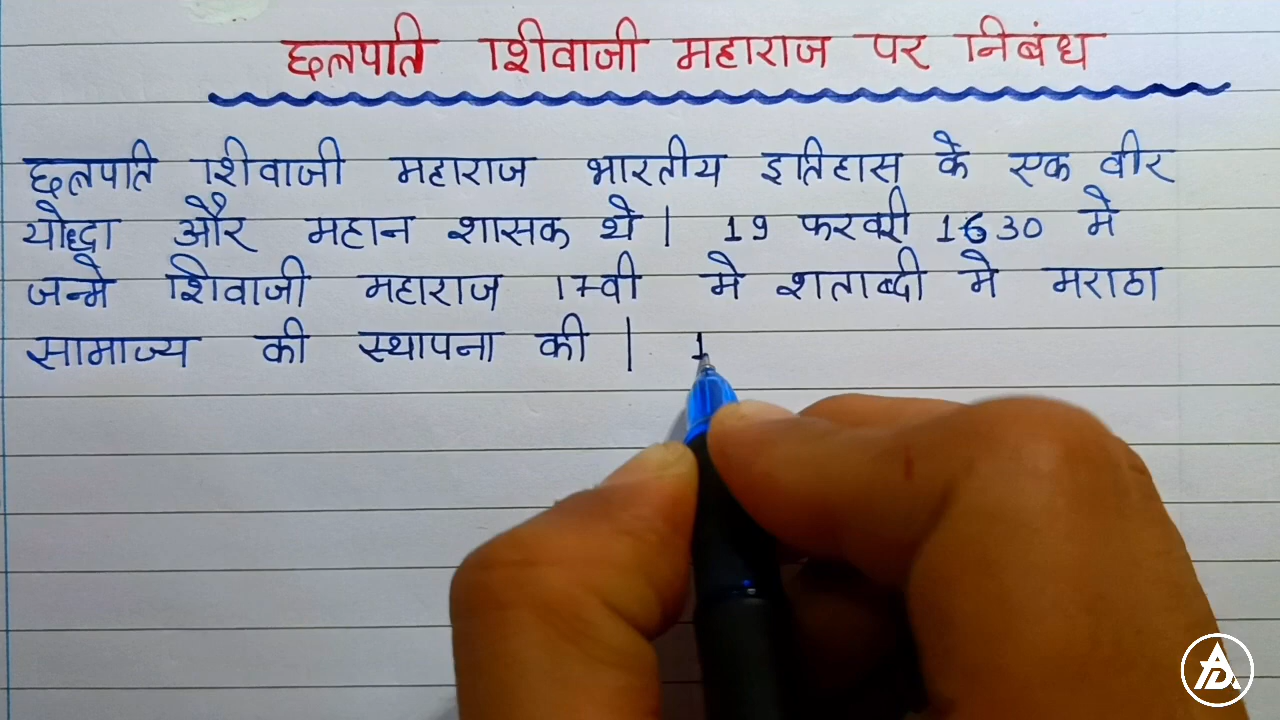 छत्रपति शिवाजी महाराज पर निबंध
छत्रपति शिवाजी महाराज भारतीय इतिहास के एक वीर
योद्धा और महान शासक थे | 19 फरवरी 1630 मे
जन्मे शिवाजी महाराज 17वी मे शताब्दी मे मराठा
सामाज्य की स्थापना की | 1